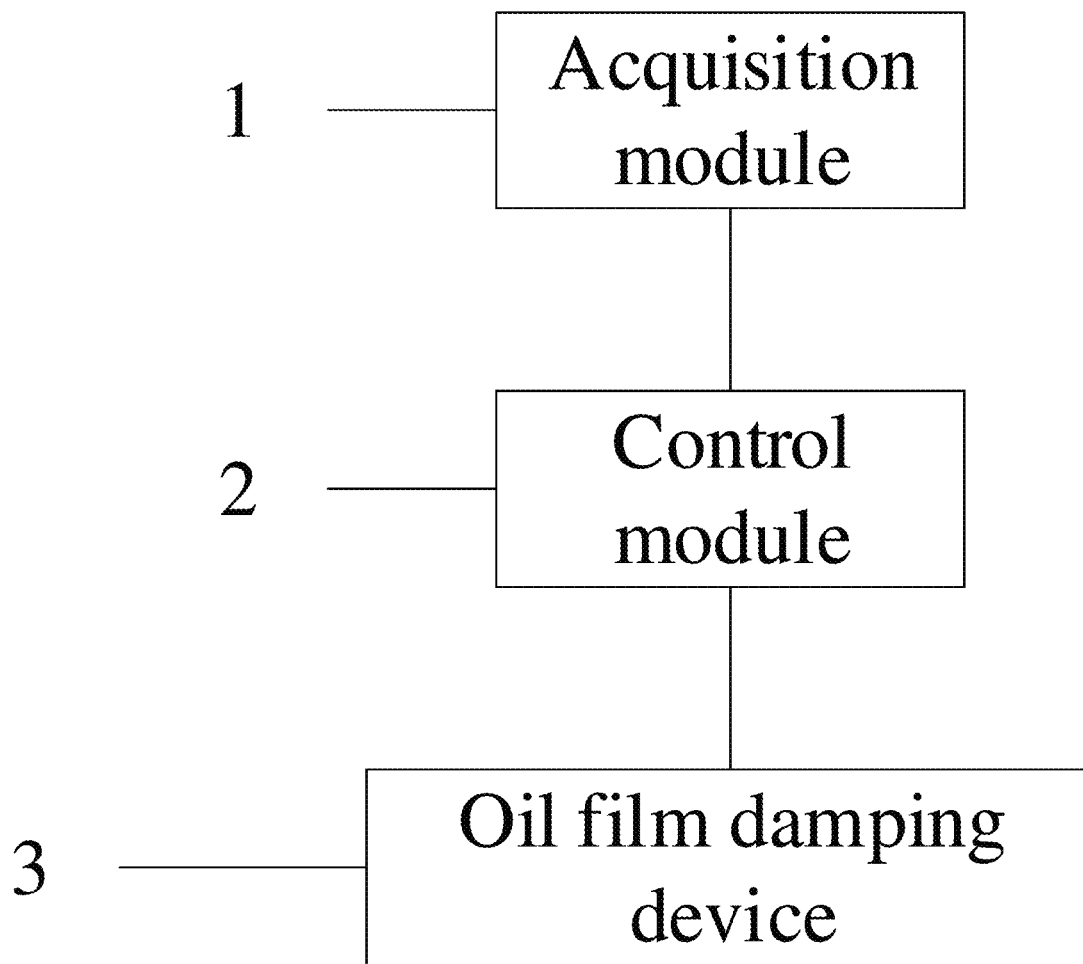 1
Acquisition
module
2
Control
module
3
Oil film damping
device